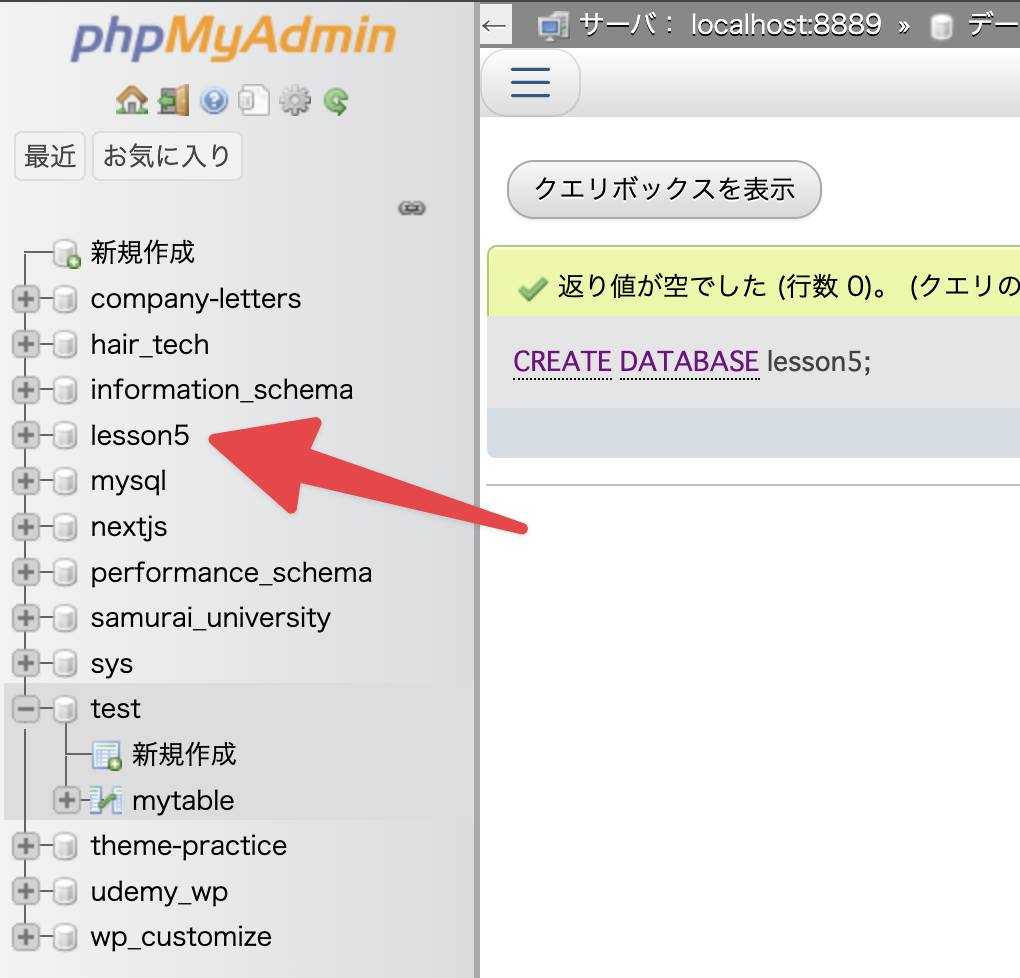 phpMyAdmin
最近 お気に入り
新規作成
company-letters
hair_tech
information_schema
lesson5
mysql
nextjs
performance_schema
samurai_university
sys
test
新規作成
mytable
theme-practice
udemy_wp
wp_customize
← サーバ： localhost:8889 » デー
クエリボックスを表示
返り値が空でした (行数 0)。 (クエリの
CREATE DATABASE lesson5;